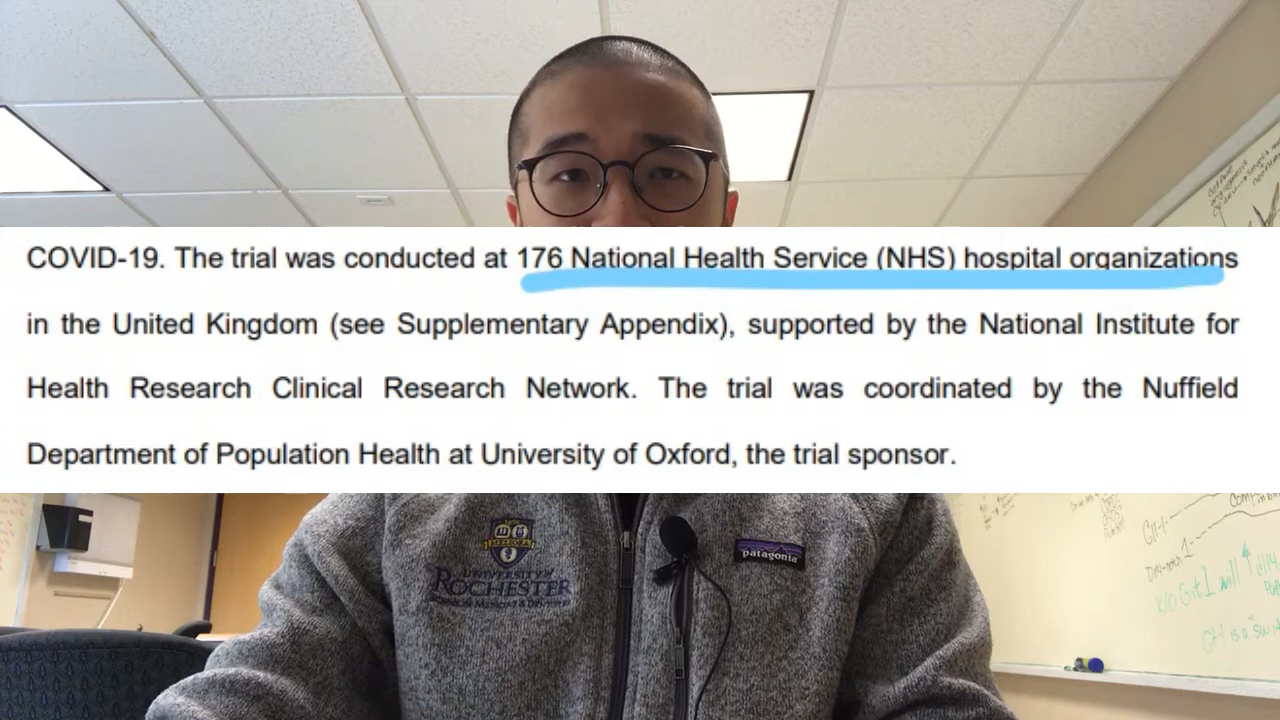 COVID-19. The trial was conducted at 176 National Health Service (NHS) hospital organizations
in the United Kingdom (see Supplementary Appendix), supported by the National Institute for
Health Research Clinical Research Network. The trial was coordinated by the Nuffield
Department of Population Health at University of Oxford, the trial sponsor.
MELIORA
UNIVERSITY of
ROCHESTER
patagonia